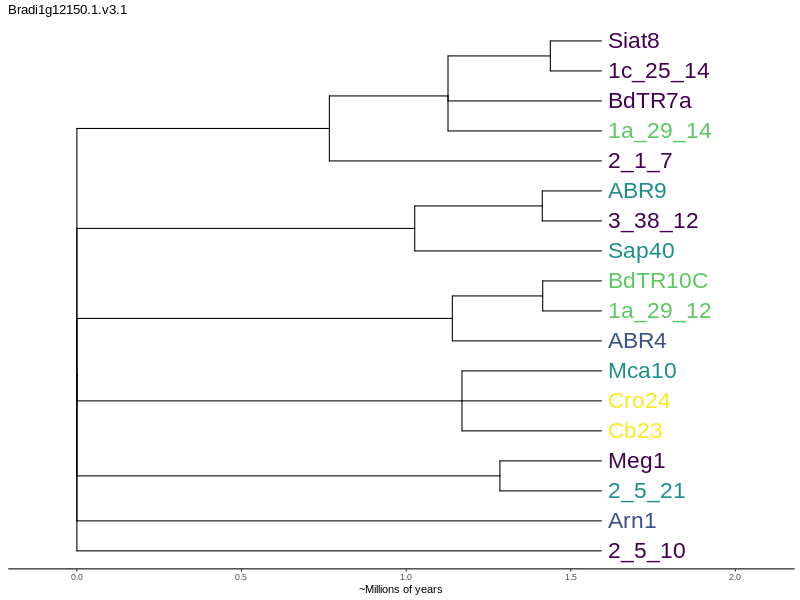 Bradi1g12150.1.v3.1
Siat8
1c_25_14
BdTR7a
1a_29_14
2_1_7
ABR9
3_38_12
Sap40
BdTR10C
1a_29_12
ABR4
Mca10
Cro24
Cb23
Meg1
2_5_21
Arn1
2_5_10
0.0 0.5 1.0 1.5 2.0
~Millions of years